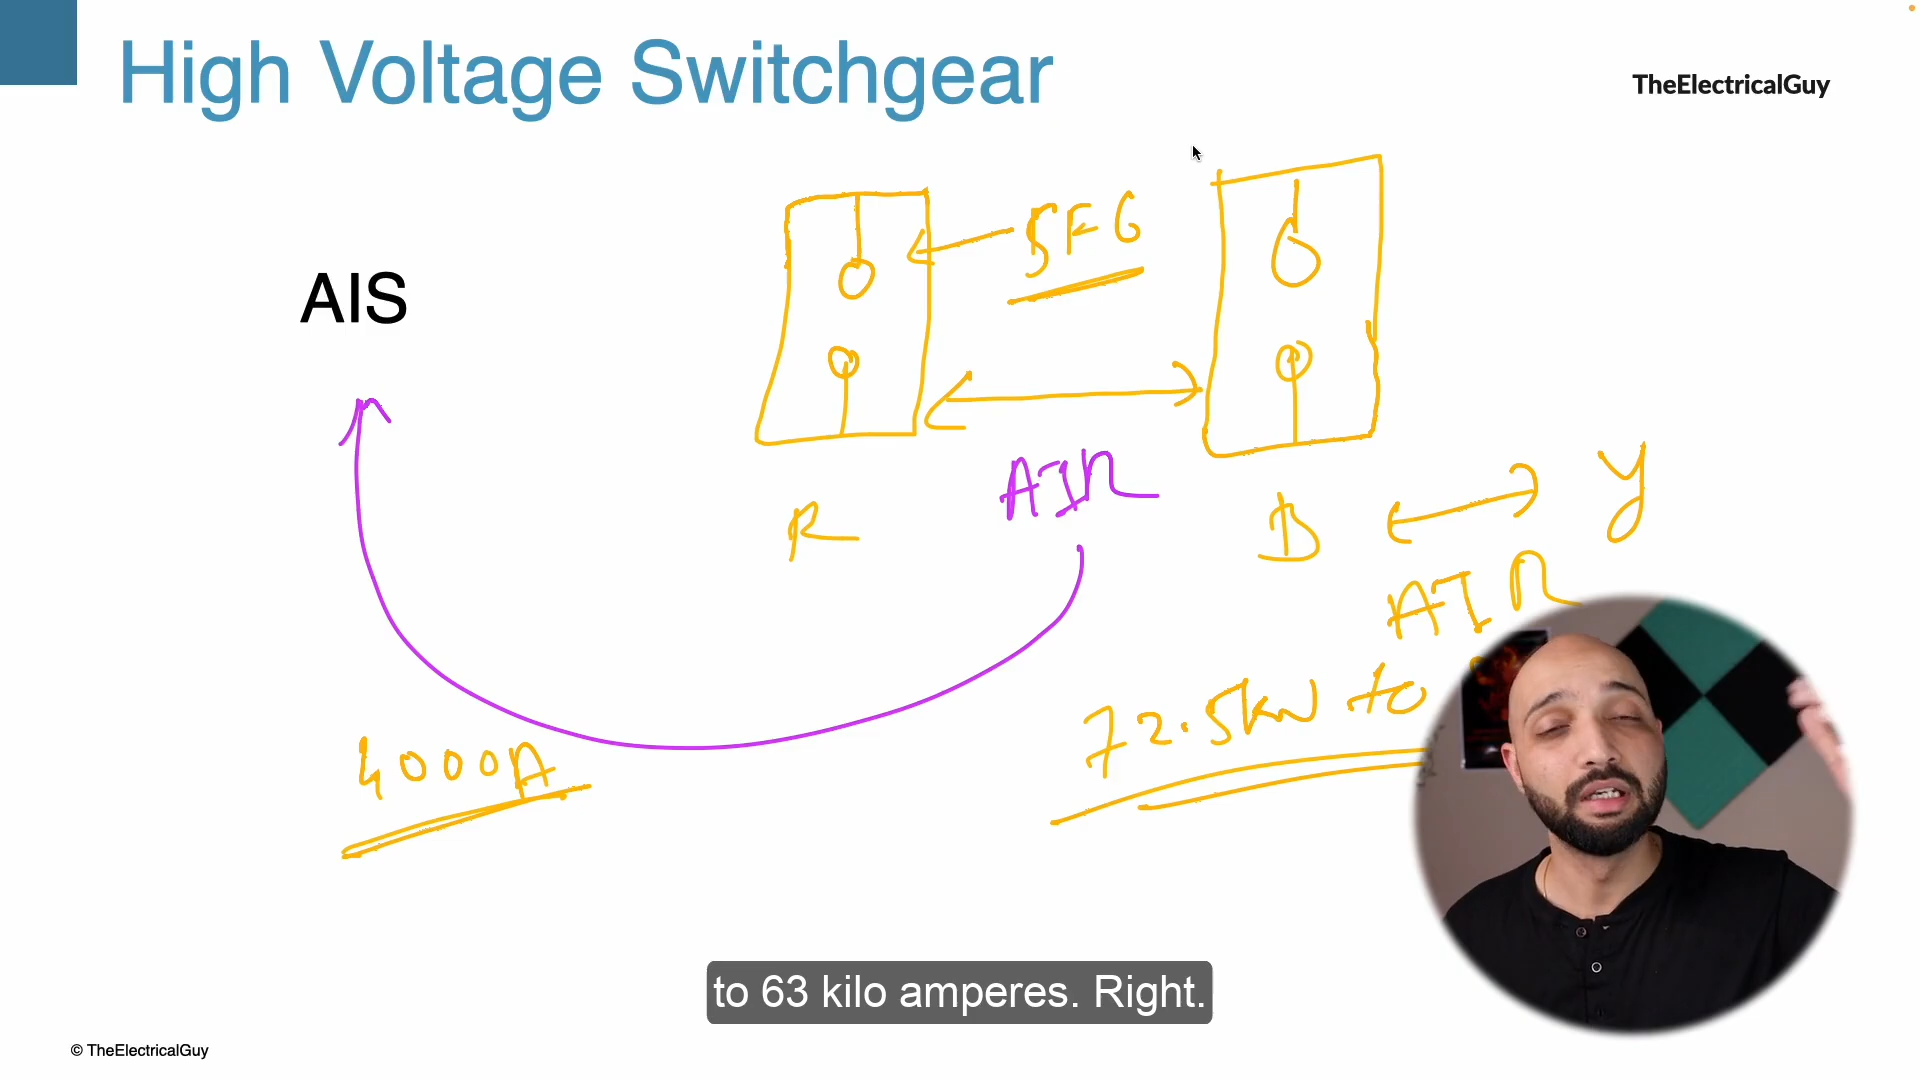 High Voltage Switchgear
TheElectricalGuy
SF6
AIS
AIR
R
B
Y
AIR
72.5kV to
4000A
to 63 kilo amperes. Right.
© TheElectricalGuy